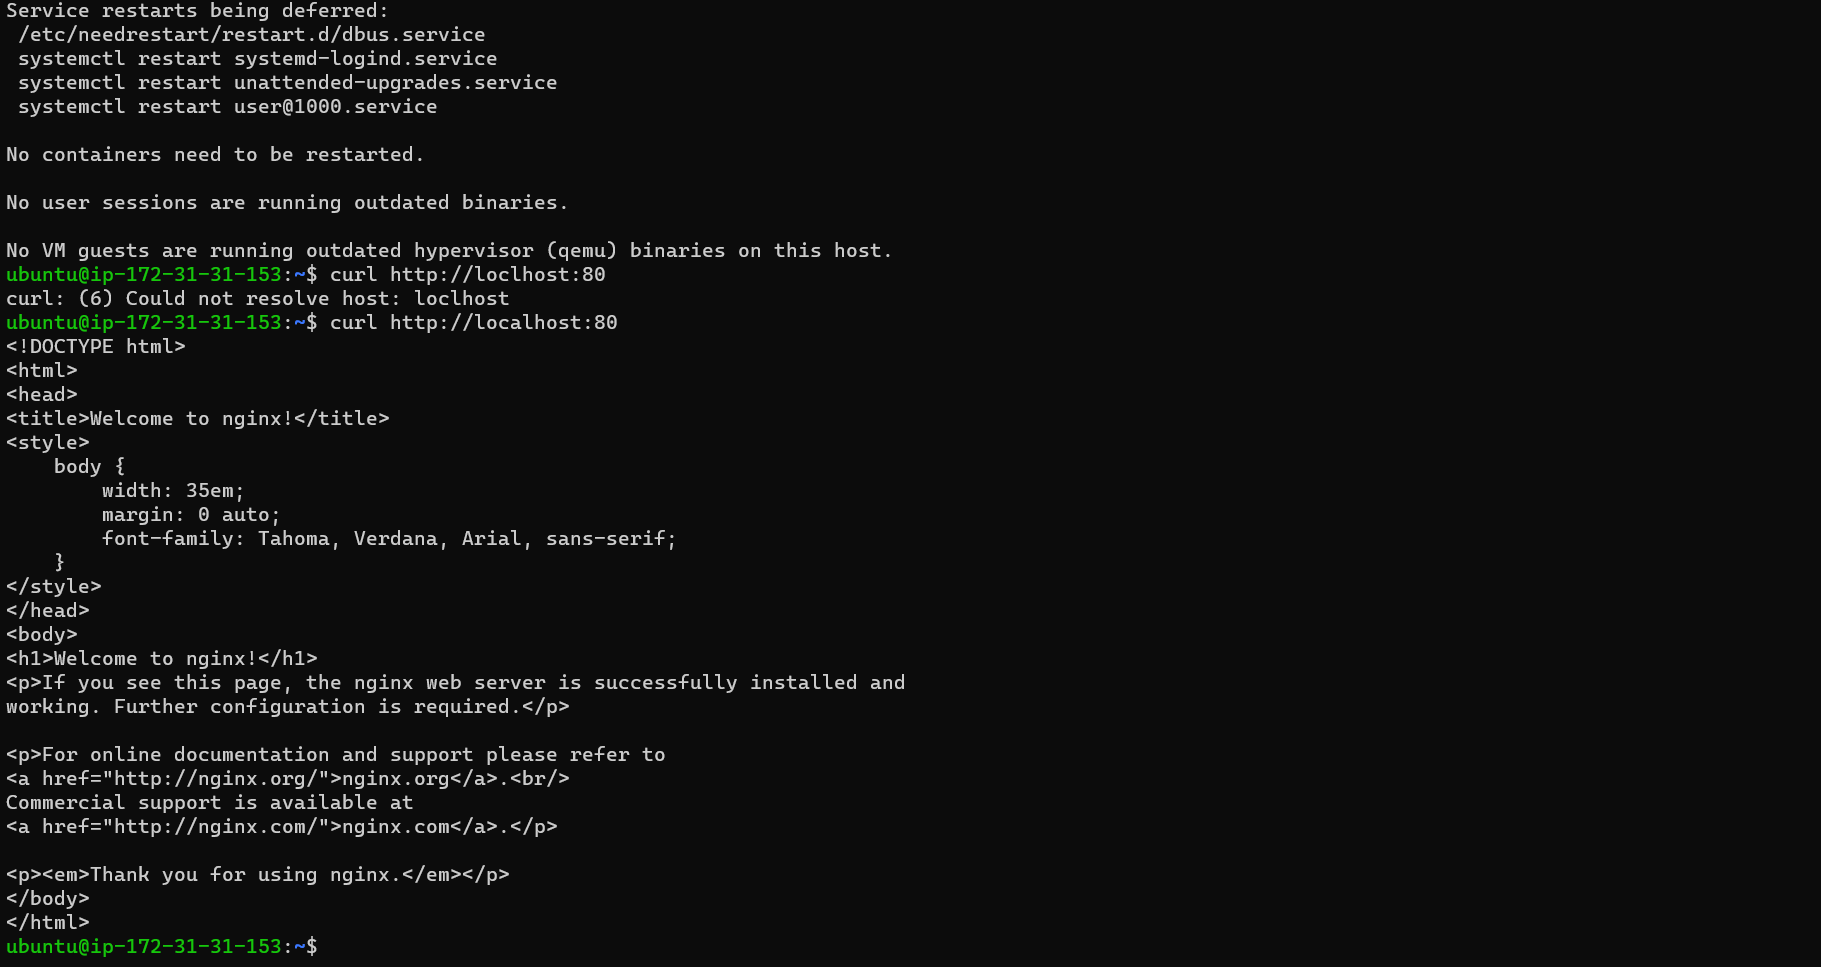 Service restarts being deferred:
 /etc/needrestart/restart.d/dbus.service
 systemctl restart systemd-logind.service
 systemctl restart unattended-upgrades.service
 systemctl restart user@1000.service

No containers need to be restarted.

No user sessions are running outdated binaries.

No VM guests are running outdated hypervisor (qemu) binaries on this host.
ubuntu@ip-172-31-31-153:~$ curl http://loclhost:80
curl: (6) Could not resolve host: loclhost
ubuntu@ip-172-31-31-153:~$ curl http://localhost:80
<!DOCTYPE html>
<html>
<head>
<title>Welcome to nginx!</title>
<style>
    body {
        width: 35em;
        margin: 0 auto;
        font-family: Tahoma, Verdana, Arial, sans-serif;
    }
</style>
</head>
<body>
<h1>Welcome to nginx!</h1>
<p>If you see this page, the nginx web server is successfully installed and
working. Further configuration is required.</p>

<p>For online documentation and support please refer to
<a href="http://nginx.org/">nginx.org</a>.<br/>
Commercial support is available at
<a href="http://nginx.com/">nginx.com</a>.</p>

<p><em>Thank you for using nginx.</em></p>
</body>
</html>
ubuntu@ip-172-31-31-153:~$